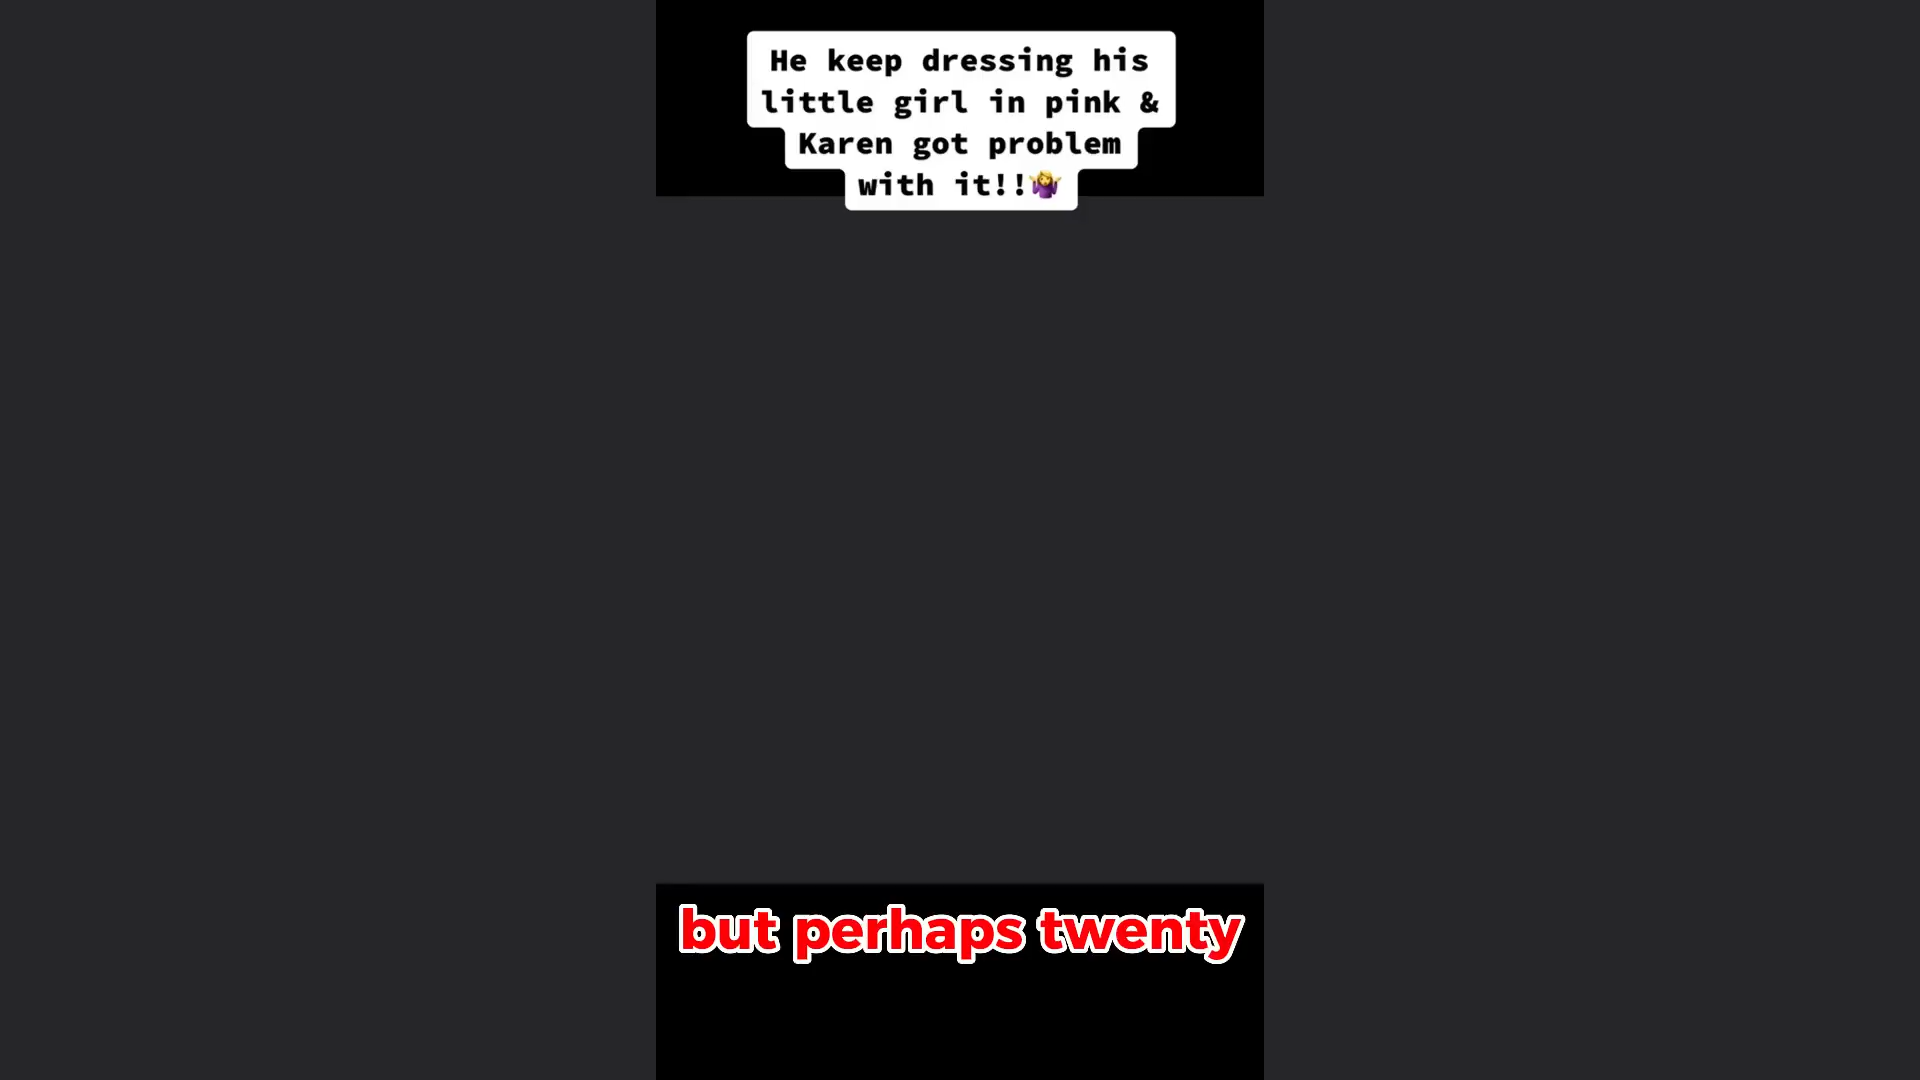 He keep dressing his
little girl in pink &
Karen got problem
with it!!🤷‍♀️
but perhaps twenty